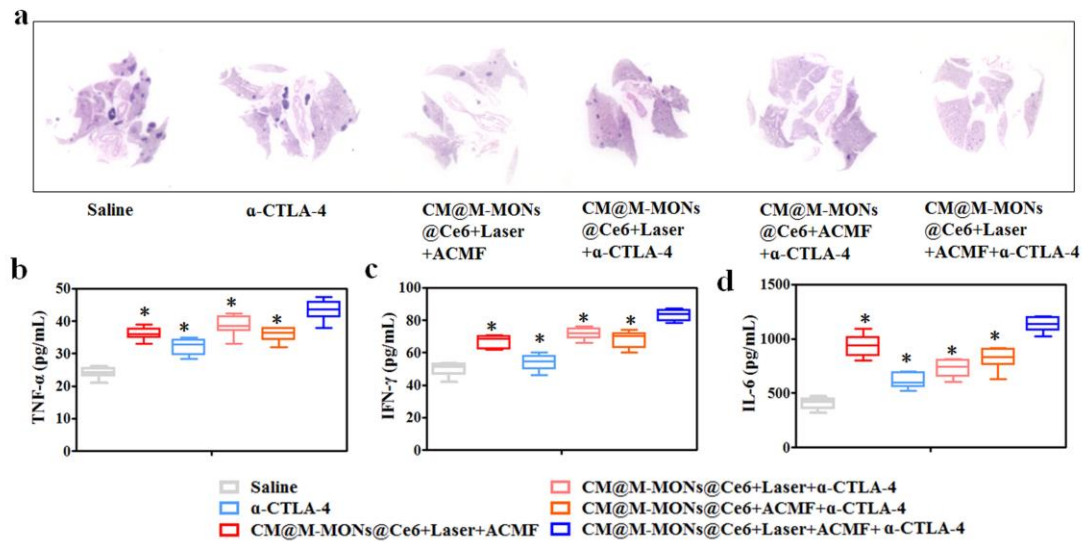 a
Saline
α-CTLA-4
CM@M-MONs
@Ce6+Laser
+ACMF
CM@M-MONs
@Ce6+Laser
+α-CTLA-4
CM@M-MONs
@Ce6+ACMF
+α-CTLA-4
CM@M-MONs
@Ce6+Laser
+ACMF+α-CTLA-4
b
TNF-α (pg/mL)
50
40
30
20
10
0
*
*
*
*
c
IFN-γ (pg/mL)
100
80
60
40
20
0
*
*
*
*
d
IL-6 (pg/mL)
1500
1000
500
0
*
*
*
*
Saline
α-CTLA-4
CM@M-MONs@Ce6+Laser+ACMF
CM@M-MONs@Ce6+Laser+α-CTLA-4
CM@M-MONs@Ce6+ACMF+α-CTLA-4
CM@M-MONs@Ce6+Laser+ACMF+α-CTLA-4